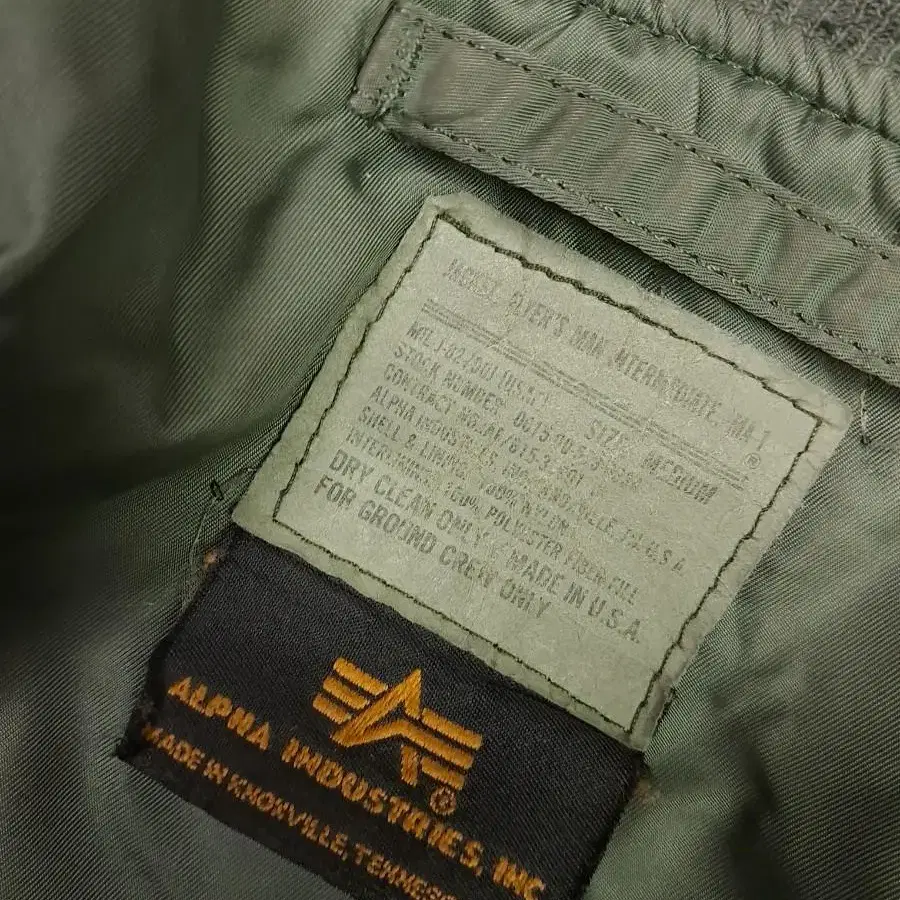 JACKET, FLYER'S MAN, INTERMEDIATE, MA-1
®
SIZE MEDIUM
STOCK NUMBER
CONTRACT NO.
ALPHA INDUSTRIES, INC. KNOXVILLE, TN. U.S.A.
SHELL & LINING, 100% NYLON
INTERLINING, 100% POLYESTER FIBER-FILL
DRY CLEAN ONLY / MADE IN U.S.A.
FOR GROUND CREW ONLY
®
ALPHA INDUSTRIES, INC
MADE IN KNOXVILLE, TENNES